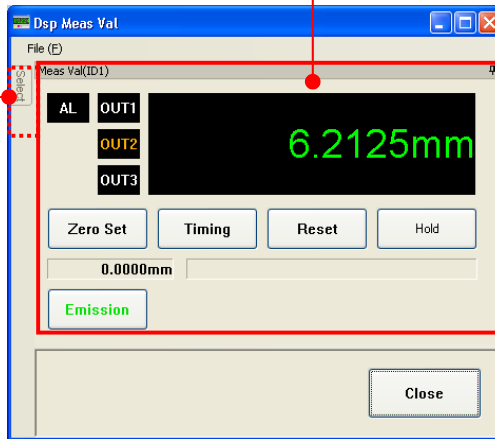 Dsp Meas Val
File (F)
Select
Meas Val(ID1)
AL OUT1
OUT2
OUT3
6.2125mm
Zero Set Timing Reset Hold
0.0000mm
Emission
Close